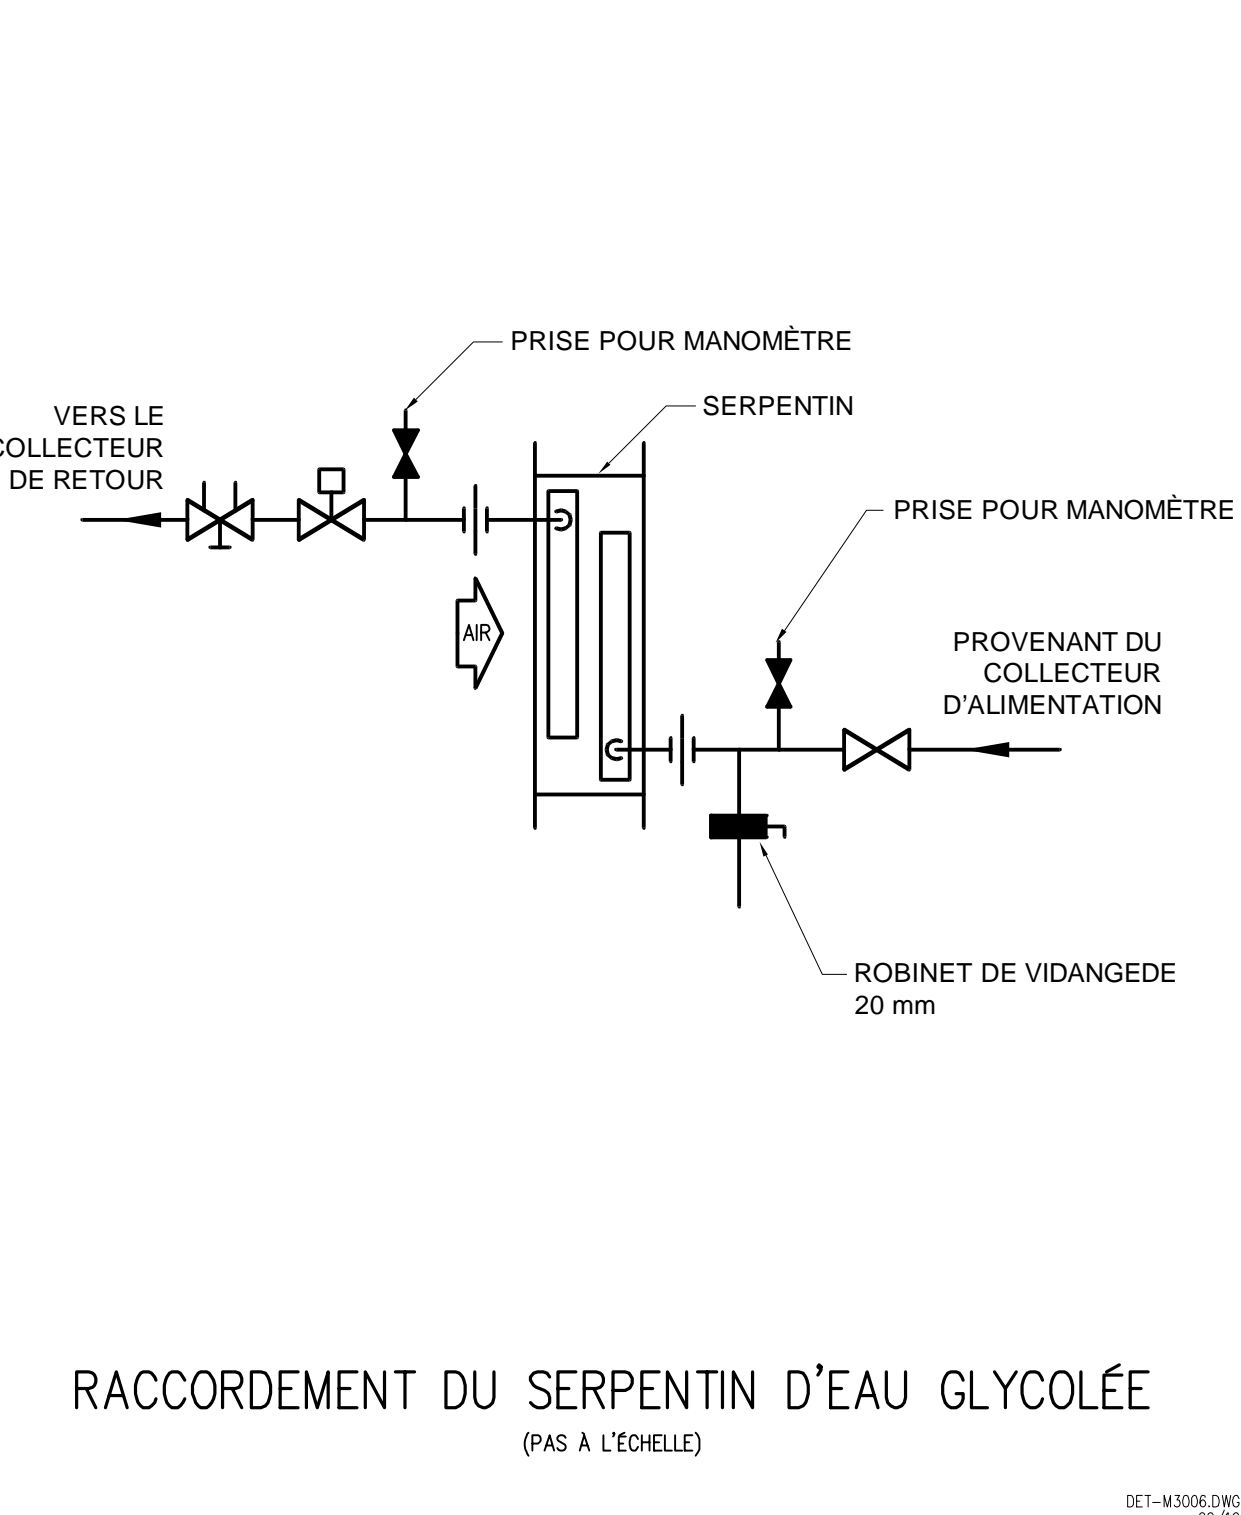 PRISE POUR MANOMÈTRE
SERPENTIN
VERS LE
COLLECTEUR
DE RETOUR
PRISE POUR MANOMÈTRE
AIR
PROVENANT DU
COLLECTEUR
D'ALIMENTATION
ROBINET DE VIDANGEDE
20 mm
RACCORDEMENT DU SERPENTIN D'EAU GLYCOLÉE
(PAS À L'ÉCHELLE)
DET-M3006.DWG